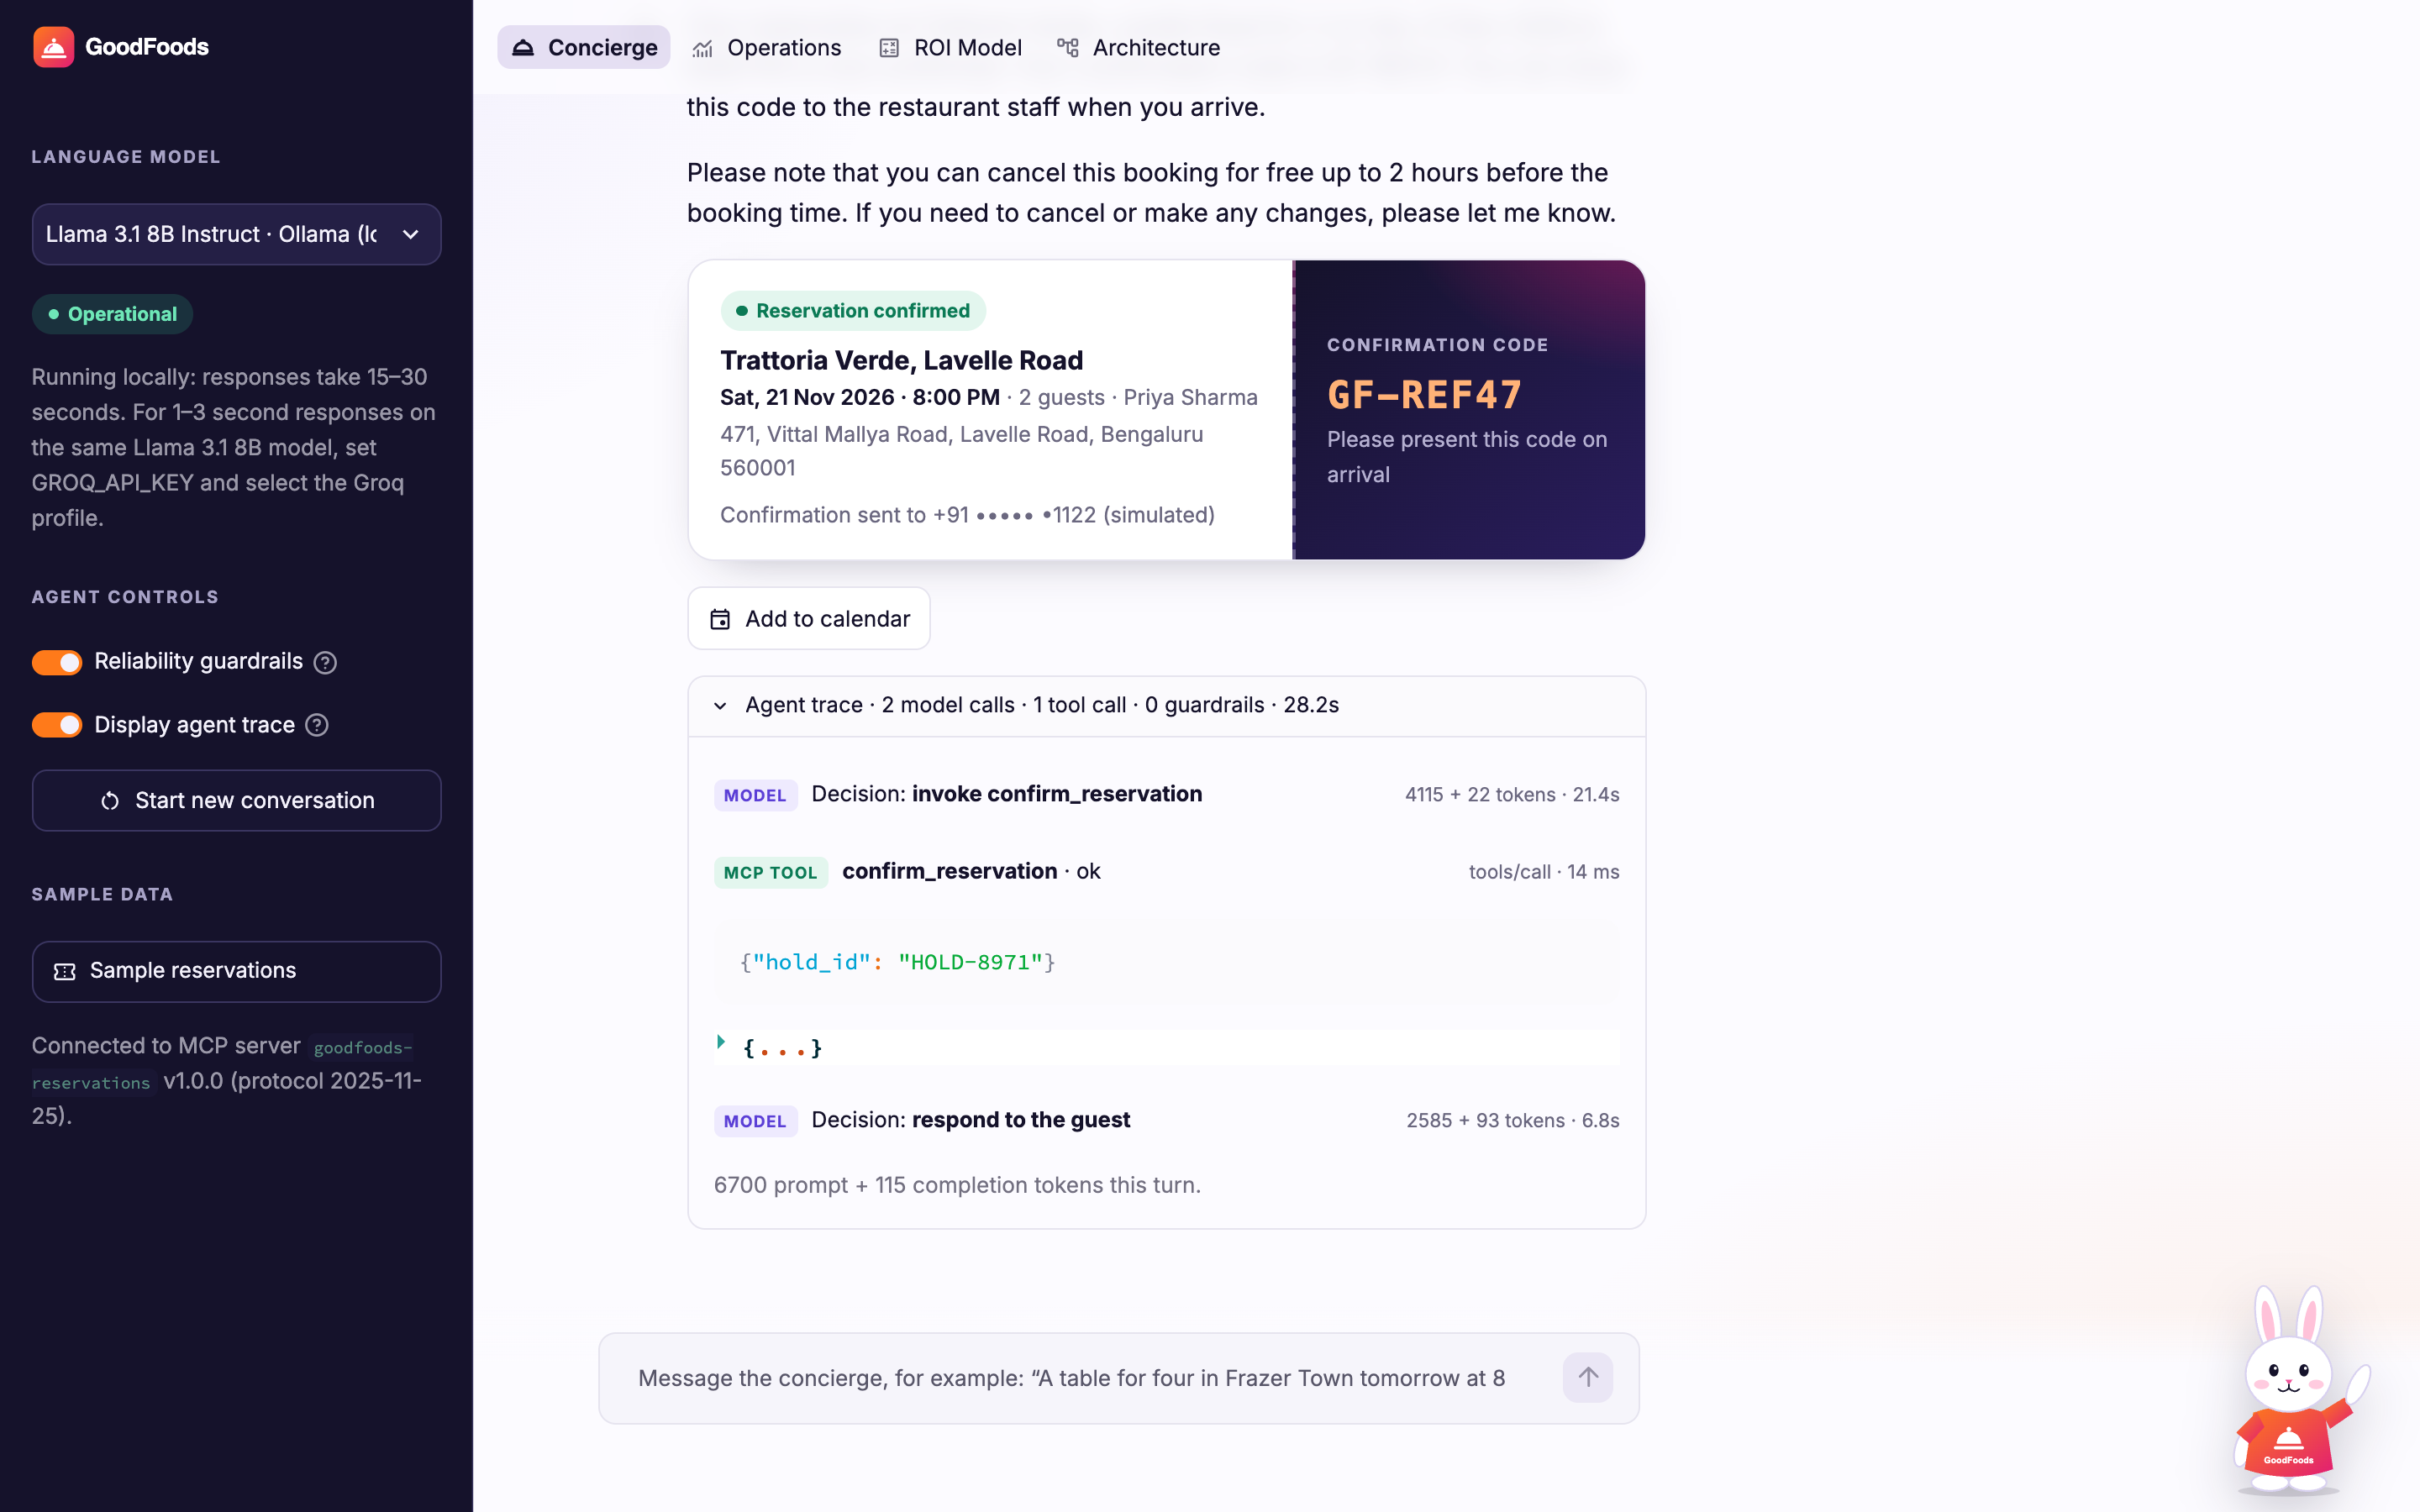 GoodFoods
LANGUAGE MODEL
Llama 3.1 8B Instruct · Ollama (lc
Operational
Running locally: responses take 15–30
seconds. For 1–3 second responses on
the same Llama 3.1 8B model, set
GROQ_API_KEY and select the Groq
profile.
AGENT CONTROLS
Reliability guardrails
Display agent trace
Start new conversation
SAMPLE DATA
Sample reservations
Connected to MCP server goodfoods-
reservations v1.0.0 (protocol 2025-11-
25).
Concierge Operations ROI Model Architecture
this code to the restaurant staff when you arrive.
Please note that you can cancel this booking for free up to 2 hours before the
booking time. If you need to cancel or make any changes, please let me know.
Reservation confirmed
Trattoria Verde, Lavelle Road
Sat, 21 Nov 2026 · 8:00 PM · 2 guests · Priya Sharma
471, Vittal Mallya Road, Lavelle Road, Bengaluru
560001
Confirmation sent to +91 ••••• •1122 (simulated)
CONFIRMATION CODE
GF-REF47
Please present this code on
arrival
Add to calendar
Agent trace · 2 model calls · 1 tool call · 0 guardrails · 28.2s
MODEL Decision: invoke confirm_reservation 4115 + 22 tokens · 21.4s
MCP TOOL confirm_reservation · ok tools/call · 14 ms
{"hold_id": "HOLD-8971"}
{...}
MODEL Decision: respond to the guest 2585 + 93 tokens · 6.8s
6700 prompt + 115 completion tokens this turn.
Message the concierge, for example: “A table for four in Frazer Town tomorrow at 8
GoodFoods